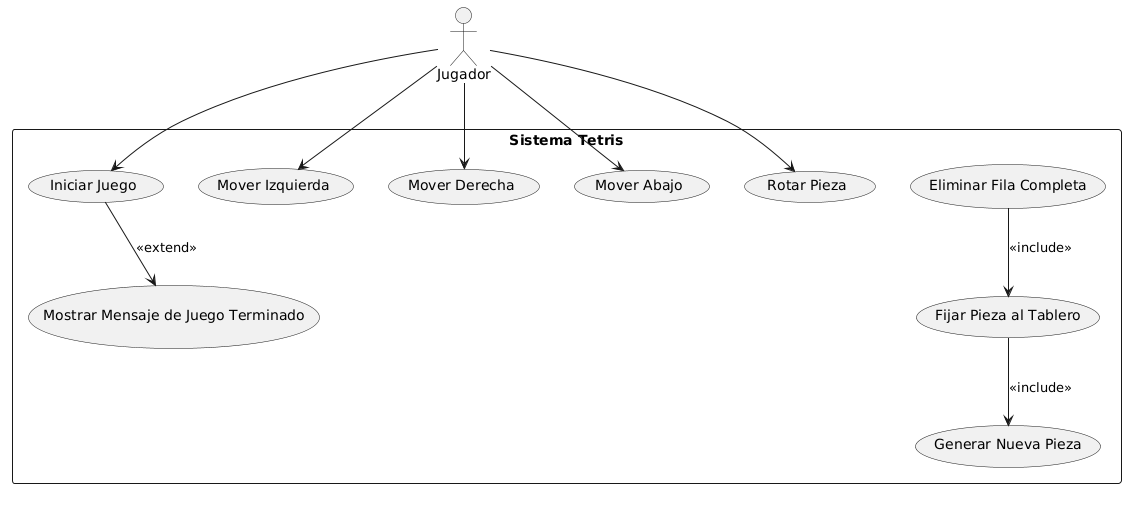 Jugador
Sistema Tetris
Iniciar Juego
Mover Izquierda
Mover Derecha
Mover Abajo
Rotar Pieza
Eliminar Fila Completa
«extend»
«include»
Mostrar Mensaje de Juego Terminado
Fijar Pieza al Tablero
«include»
Generar Nueva Pieza